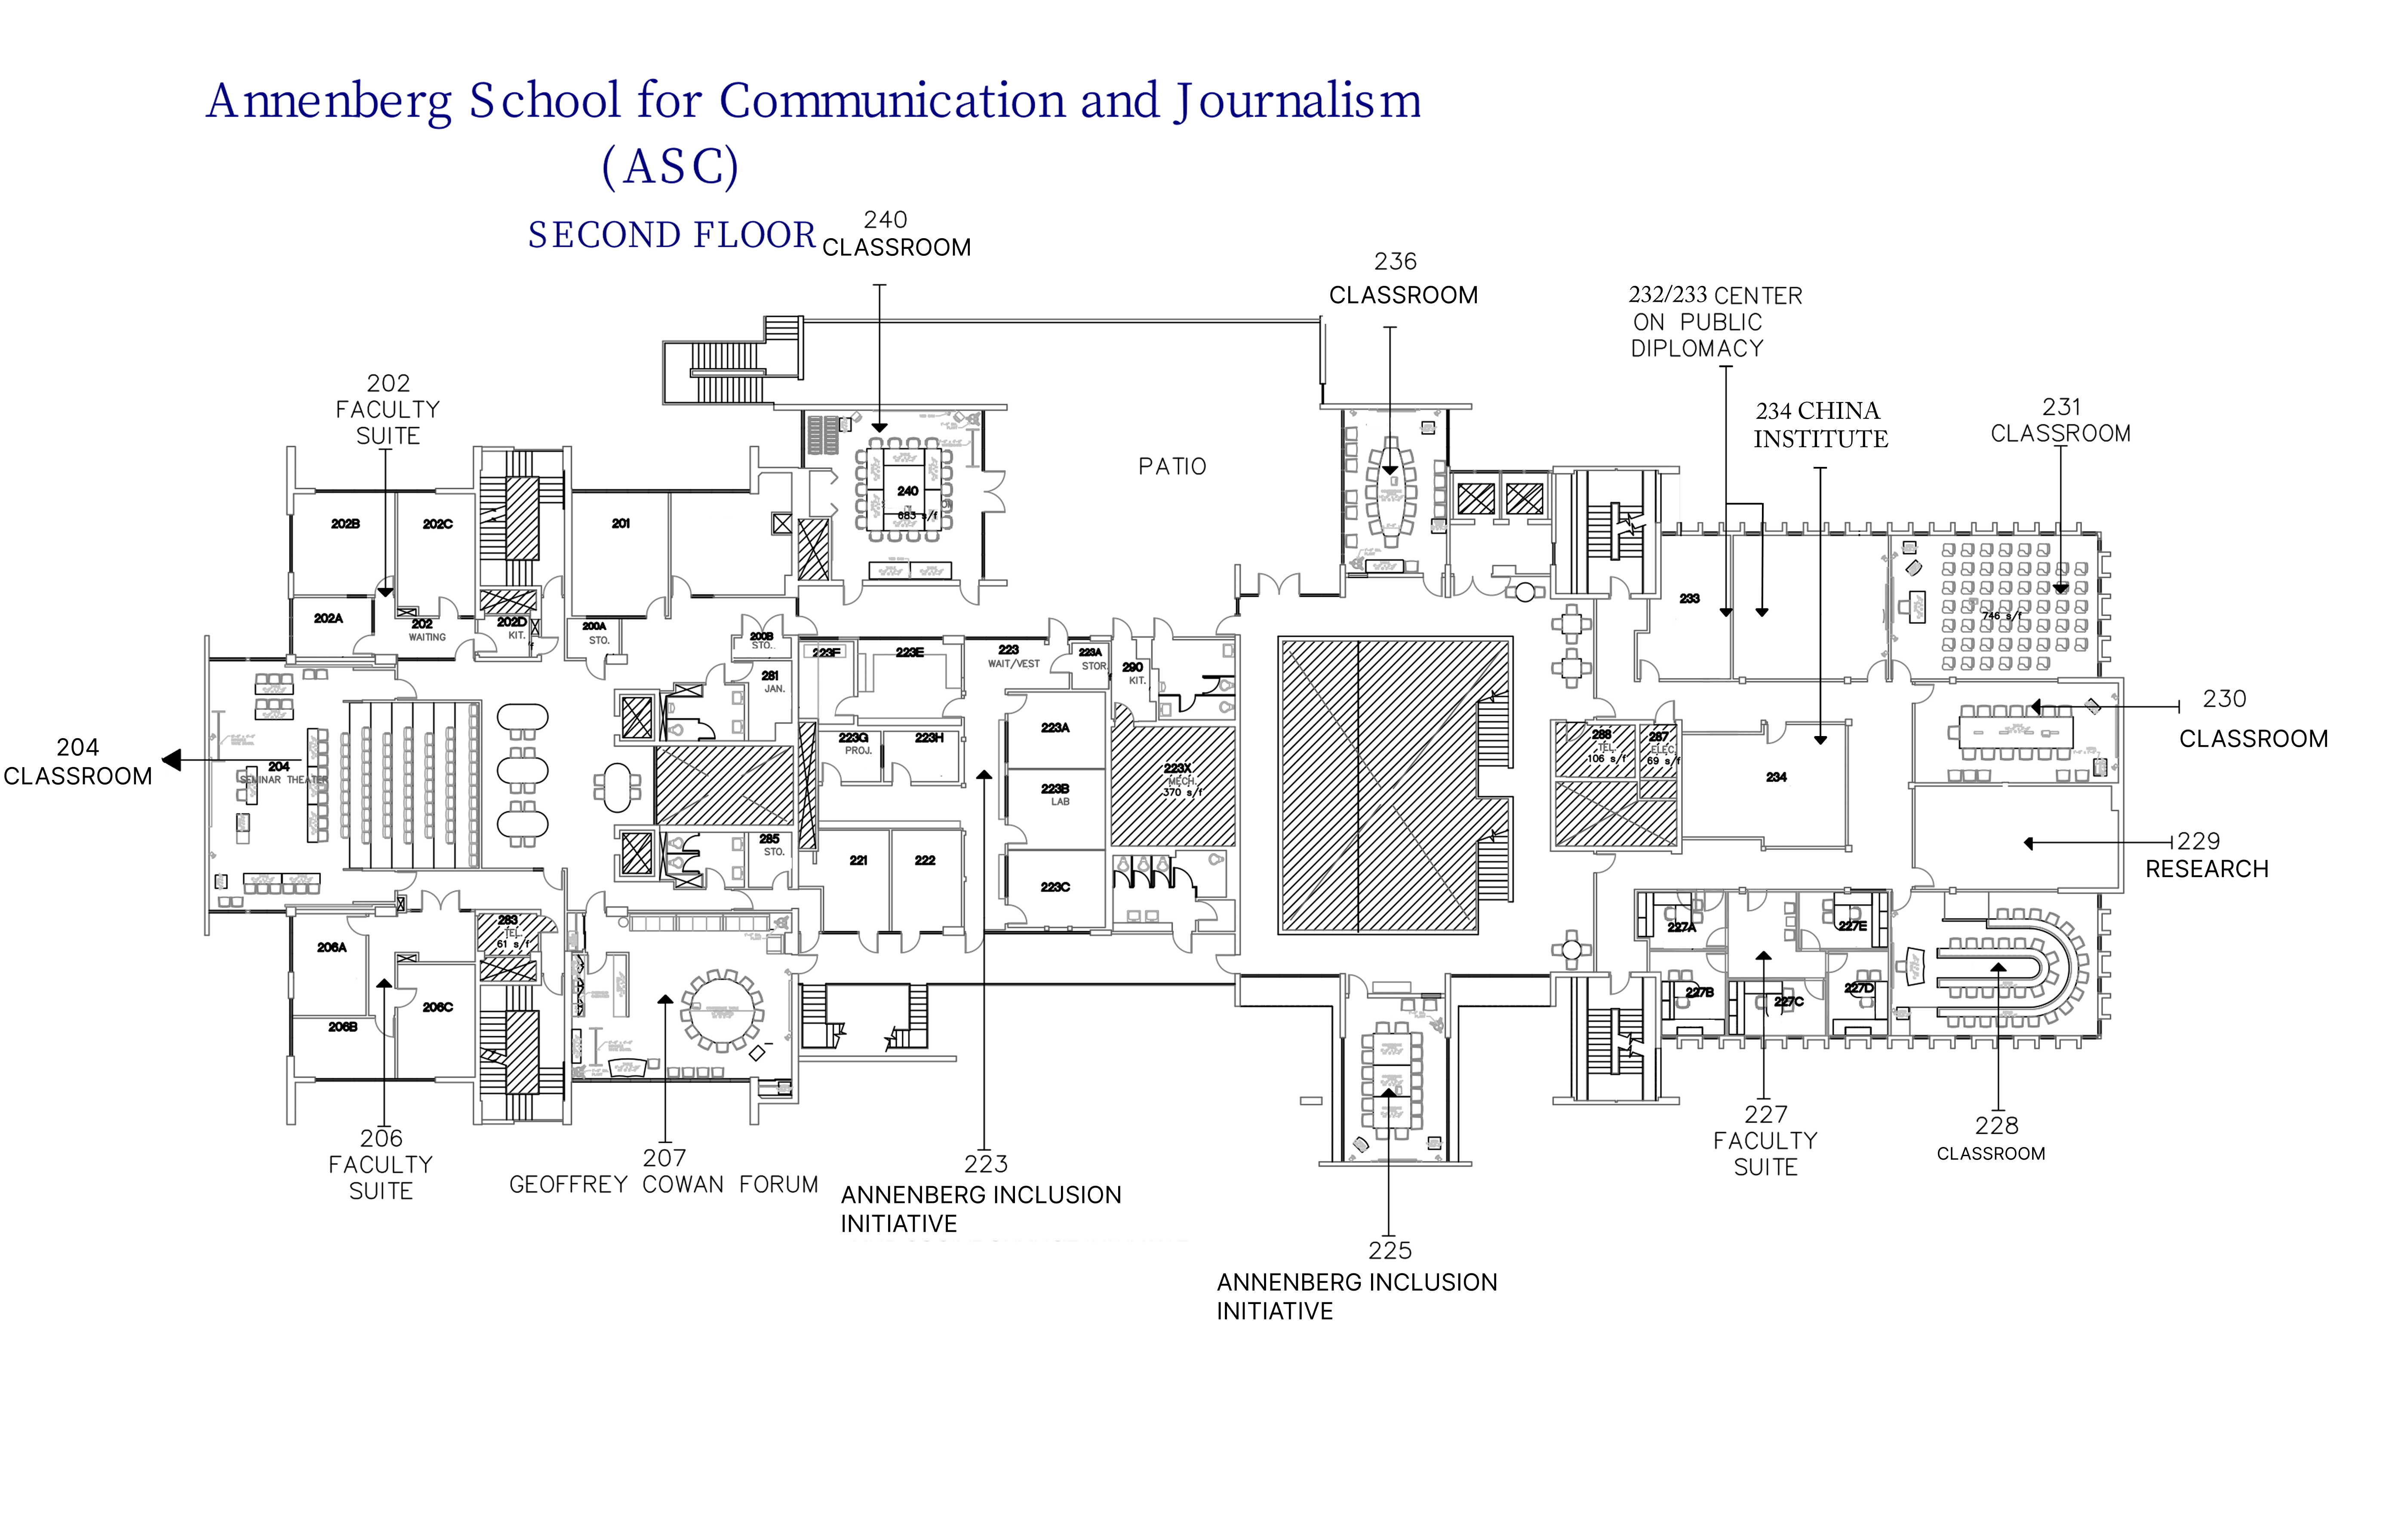 Annenberg School for Communication and Journalism
(ASC)
SECOND FLOOR
240
CLASSROOM
236
CLASSROOM
232/233 CENTER
ON PUBLIC
DIPLOMACY
202
FACULTY
SUITE
234 CHINA
INSTITUTE
231
CLASSROOM
PATIO
240
683 s/f
202B
202C
201
233
746 s/f
202A
202
WAITING
202D
KIT.
200A
STO.
200B
STO.
223F
223E
223
WAIT/VEST
223A
STOR.
290
KIT.
281
JAN.
230
CLASSROOM
204
CLASSROOM
204
SEMINAR THEATER
223G
PROJ.
223H
223A
223B
LAB
223X
MECH.
370 s/f
288
TEL.
106 s/f
287
ELEC.
69 s/f
234
285
STO.
221
222
223C
229
RESEARCH
283
TEL.
61 s/f
206A
206B
206C
227A
227E
227B
227C
227D
206
FACULTY
SUITE
207
GEOFFREY COWAN FORUM
223
ANNENBERG INCLUSION
INITIATIVE
225
ANNENBERG INCLUSION
INITIATIVE
227
FACULTY
SUITE
228
CLASSROOM